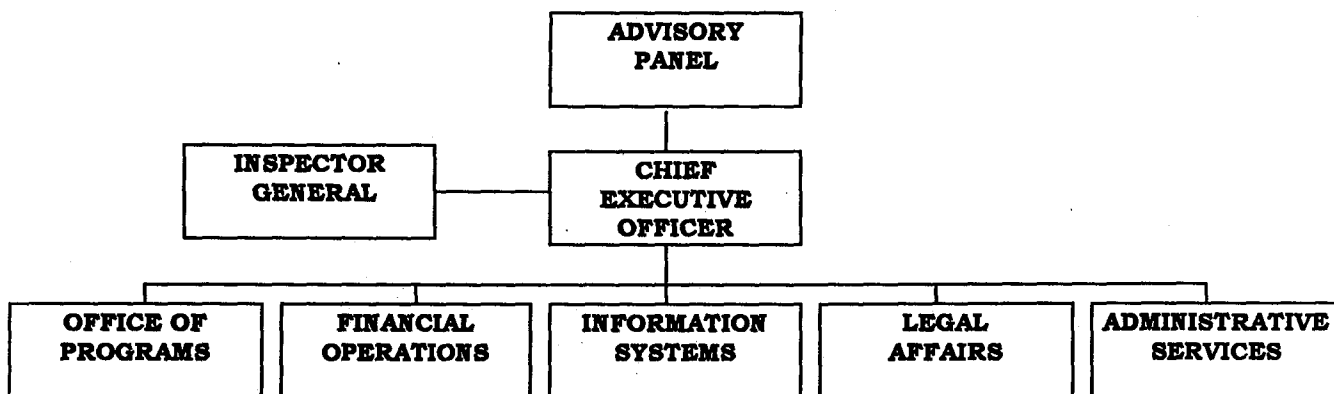 ADVISORY
PANEL
INSPECTOR
GENERAL
CHIEF
EXECUTIVE
OFFICER
OFFICE OF
PROGRAMS
FINANCIAL
OPERATIONS
INFORMATION
SYSTEMS
LEGAL
AFFAIRS
ADMINISTRATIVE
SERVICES